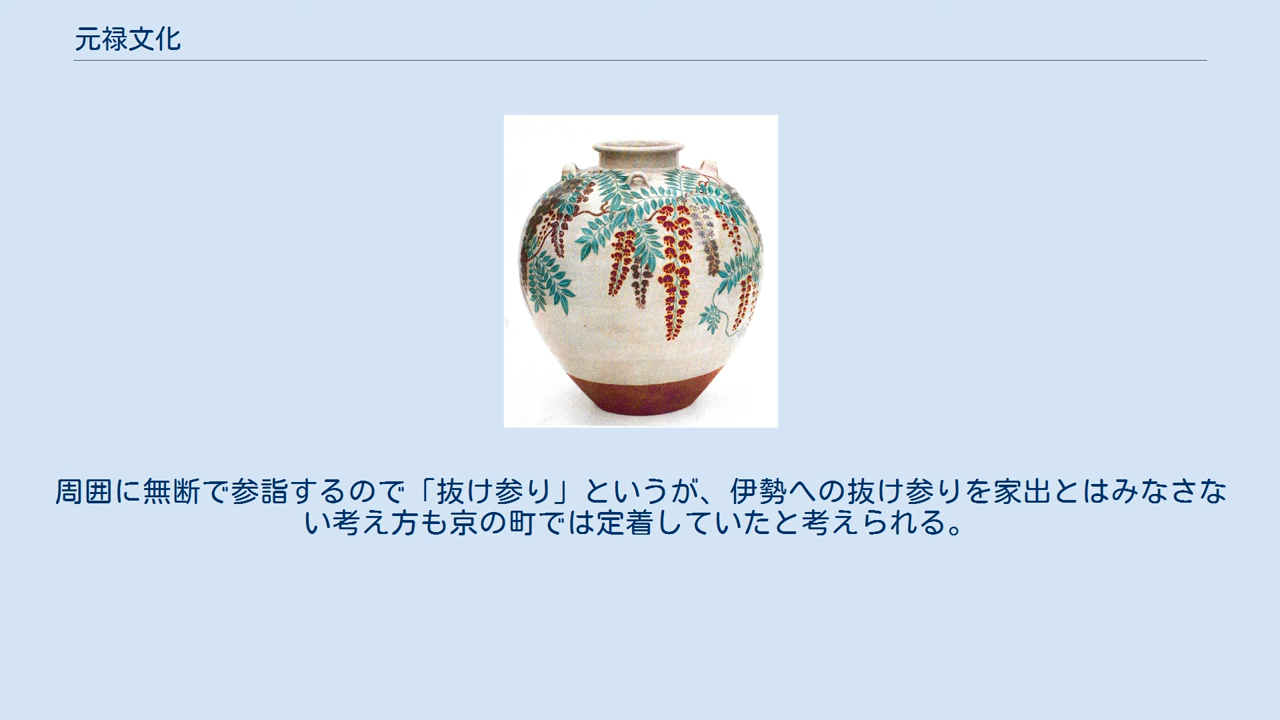 元禄文化
周囲に無断で参詣するので「抜け参り」というが、伊勢への抜け参りを家出とはみなさな
い考え方も京の町では定着していたと考えられる。